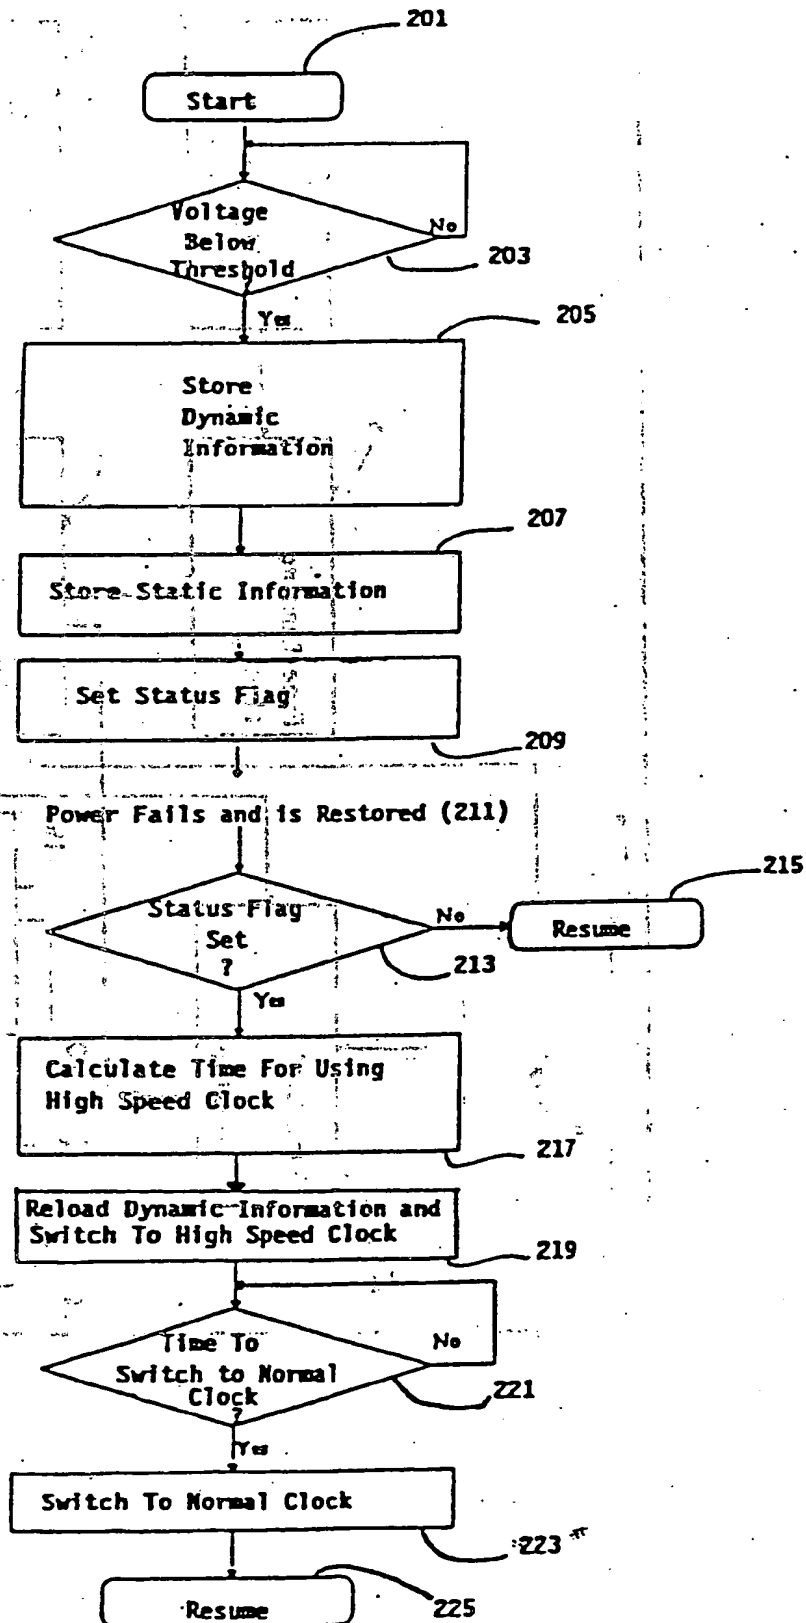 201
Start
Voltage
Below
Threshold
?
No
203
Yes
205
Store
Dynamic
Information
207
Store Static Information
Set Status Flag
209
Power Fails and is Restored (211)
215
Status Flag
Set
?
No
Resume
213
Yes
Calculate Time For Using
High Speed Clock
217
Reload Dynamic Information and
Switch To High Speed Clock
219
Time To
Switch to Normal
Clock
?
No
221
Yes
Switch To Normal Clock
223
Resume
225